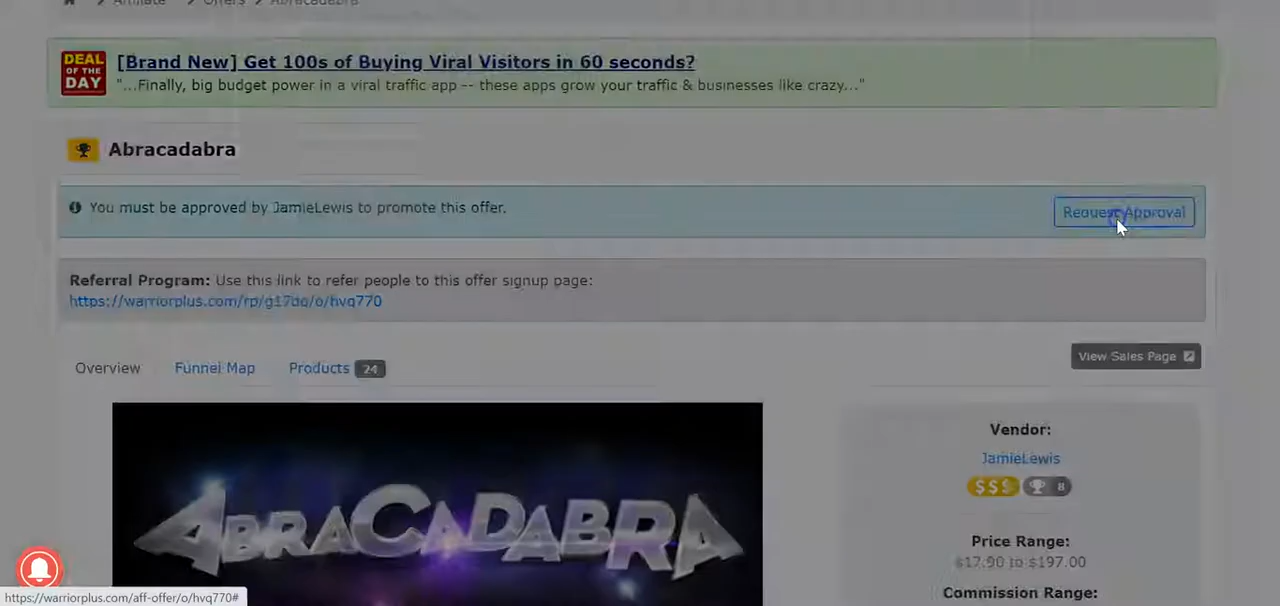 Affiliate > Offers > Abracadabra
DEAL OF THE DAY
[Brand New] Get 100s of Buying Viral Visitors in 60 seconds?
"...Finally, big budget power in a viral traffic app -- these apps grow your traffic & businesses like crazy..."
Abracadabra
You must be approved by JamieLewis to promote this offer.
Request Approval
Referral Program: Use this link to refer people to this offer signup page:
https://warriorplus.com/rp/g17do/o/hvq770
View Sales Page
Overview
Funnel Map
Products 24
ABRACADABRA
Vendor:
JamieLewis
$$$ 8
Price Range:
$17.90 to $197.00
Commission Range:
https://warriorplus.com/aff-offer/o/hvq770#